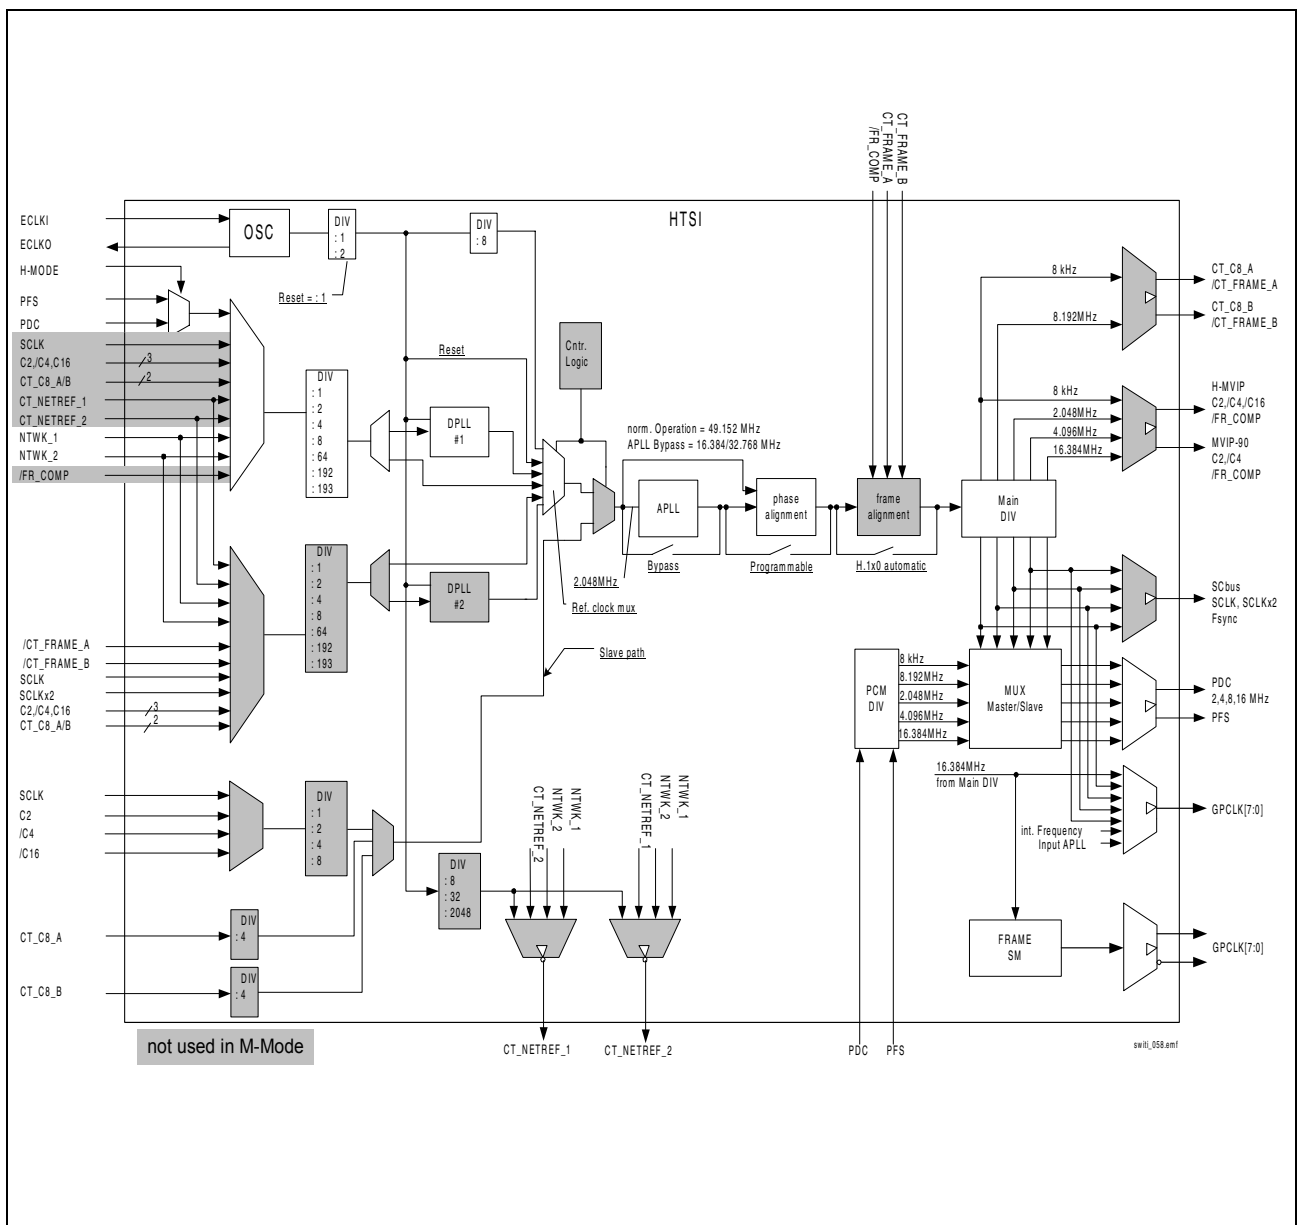 CT_FRAME_B
CT_FRAME_A
/FR_COMP
HTSI
ECLKI
ECLKO
H-MODE
PFS
PDC
SCLK
C2,/C4,C16
CT_C8_A/B
CT_NETREF_1
CT_NETREF_2
NTWK_1
NTWK_2
/FR_COMP
3
2
OSC
DIV
: 1
: 2
Reset = : 1
DIV
: 8
Reset
Cntr.
Logic
DIV
: 1
: 2
: 4
: 8
: 64
: 192
: 193
DPLL
#1
norm. Operation = 49.152 MHz
APLL Bypass = 16.384/32.768 MHz
APLL
Bypass
phase
alignment
Programmable
frame
alignment
H.1x0 automatic
Main
DIV
2.048MHz
Ref. clock mux
Slave path
8 kHz
8.192MHz
CT_C8_A
/CT_FRAME_A
CT_C8_B
/CT_FRAME_B
8 kHz
2.048MHz
4.096MHz
16.384MHz
H-MVIP
C2,/C4,/C16
/FR_COMP
MVIP-90
C2,/C4
/FR_COMP
DIV
: 1
: 2
: 4
: 8
: 64
: 192
: 193
DPLL
#2
/CT_FRAME_A
/CT_FRAME_B
SCLK
SCLKx2
C2,/C4,C16
CT_C8_A/B
3
2
SCbus
SCLK, SCLKx2
Fsync
PCM
DIV
8 kHz
8.192MHz
2.048MHz
4.096MHz
16.384MHz
MUX
Master/Slave
PDC
2,4,8,16 MHz
PFS
SCLK
C2
/C4
/C16
DIV
: 1
: 2
: 4
: 8
16.384MHz
from Main DIV
int. Frequency
Input APLL
GPCLK[7:0]
NTWK_1
NTWK_2
CT_NETREF_2
NTWK_1
NTWK_2
CT_NETREF_1
DIV
: 8
: 32
: 2048
CT_C8_A
DIV
: 4
CT_C8_B
DIV
: 4
FRAME
SM
GPCLK[7:0]
not used in M-Mode
CT_NETREF_1
CT_NETREF_2
PDC
PFS
switi_058.emf